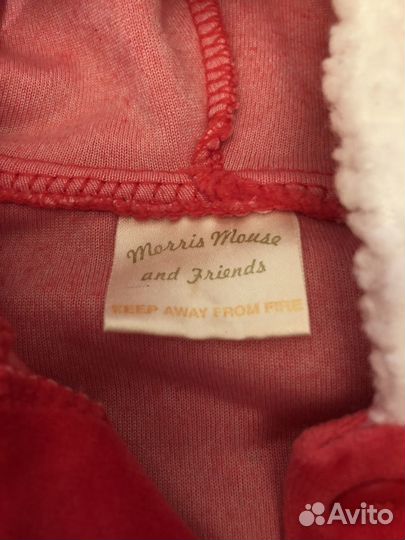 Morris Mouse
and Friends
KEEP AWAY FROM FIRE
Avito